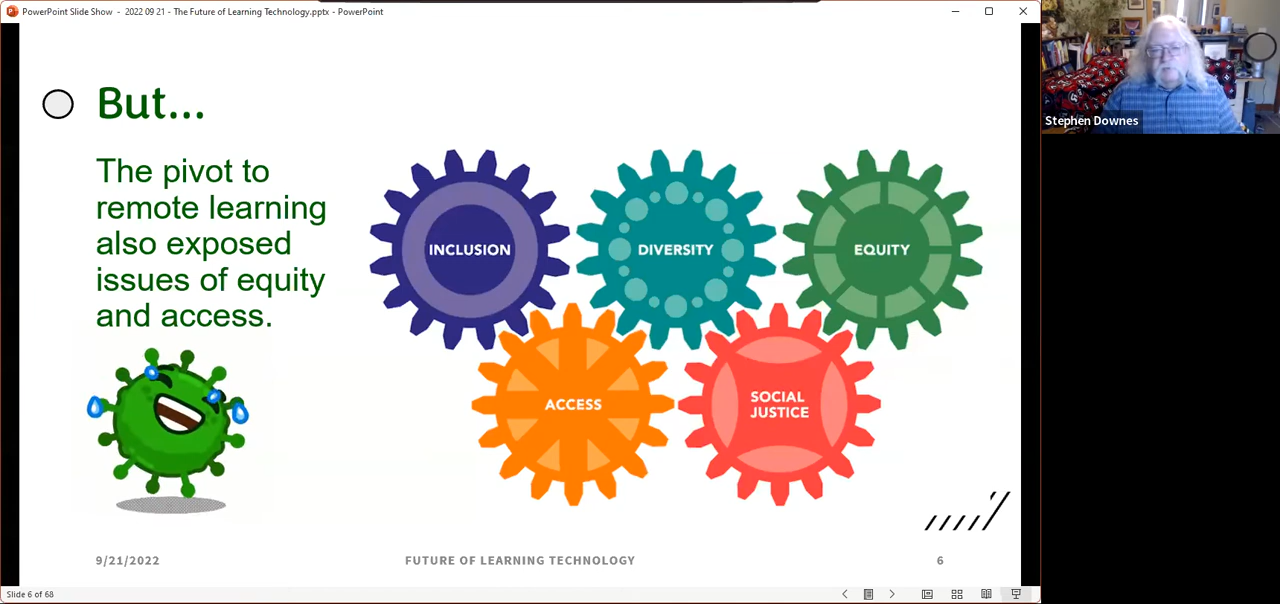 PowerPoint Slide Show - 2022 09 21 - The Future of Learning Technology.pptx - PowerPoint
But...
The pivot to
remote learning
also exposed
issues of equity
and access.
INCLUSION
DIVERSITY
EQUITY
ACCESS
SOCIAL
JUSTICE
9/21/2022
FUTURE OF LEARNING TECHNOLOGY
6
Slide 6 of 68
Stephen Downes